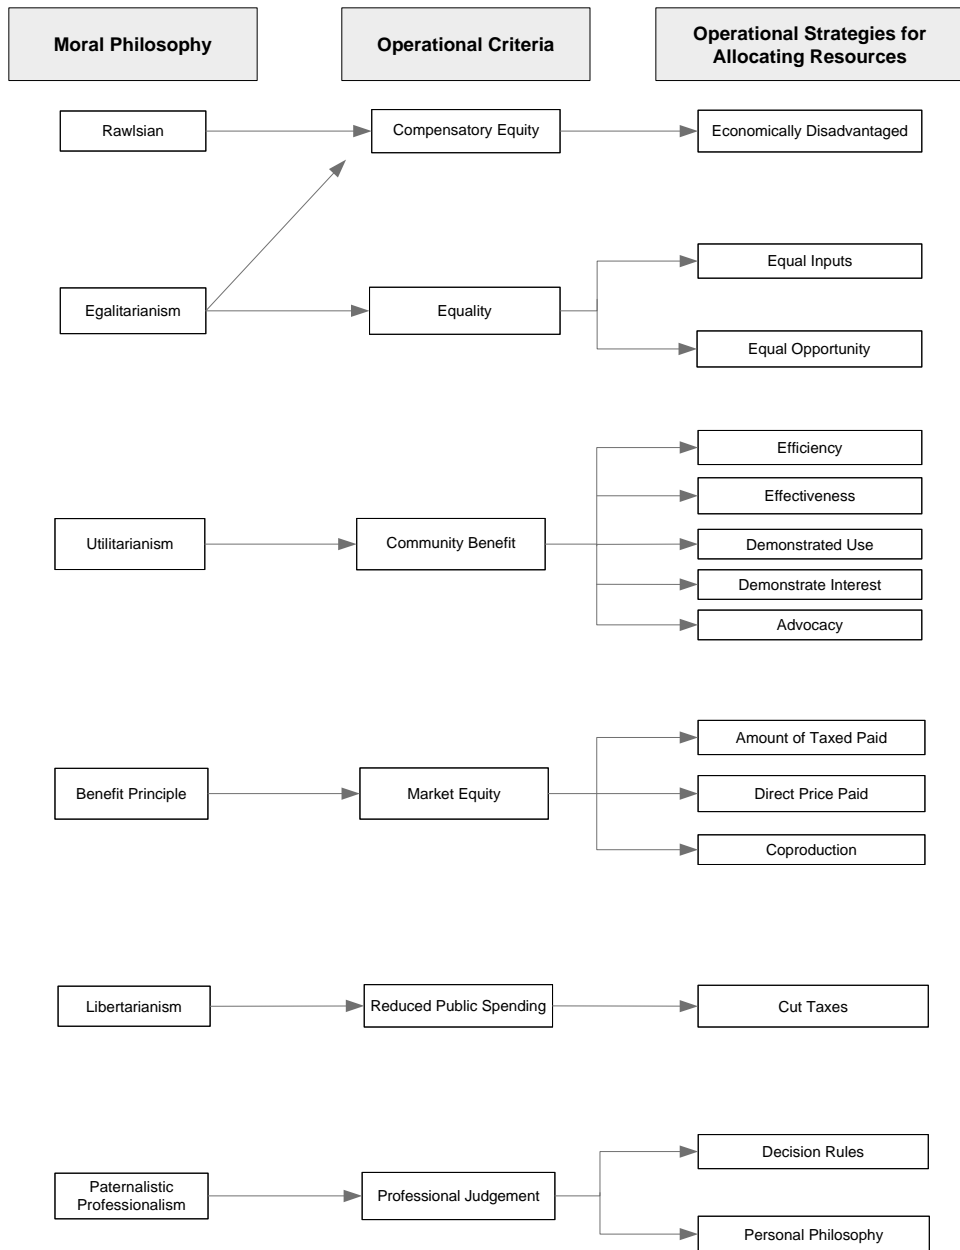 Moral Philosophy
Operational Criteria
Operational Strategies for
Allocating Resources
Rawlsian
Compensatory Equity
Economically Disadvantaged
Egalitarianism
Equality
Equal Inputs
Equal Opportunity
Utilitarianism
Community Benefit
Efficiency
Effectiveness
Demonstrated Use
Demonstrate Interest
Advocacy
Benefit Principle
Market Equity
Amount of Taxed Paid
Direct Price Paid
Coproduction
Libertarianism
Reduced Public Spending
Cut Taxes
Paternalistic
Professionalism
Professional Judgement
Decision Rules
Personal Philosophy